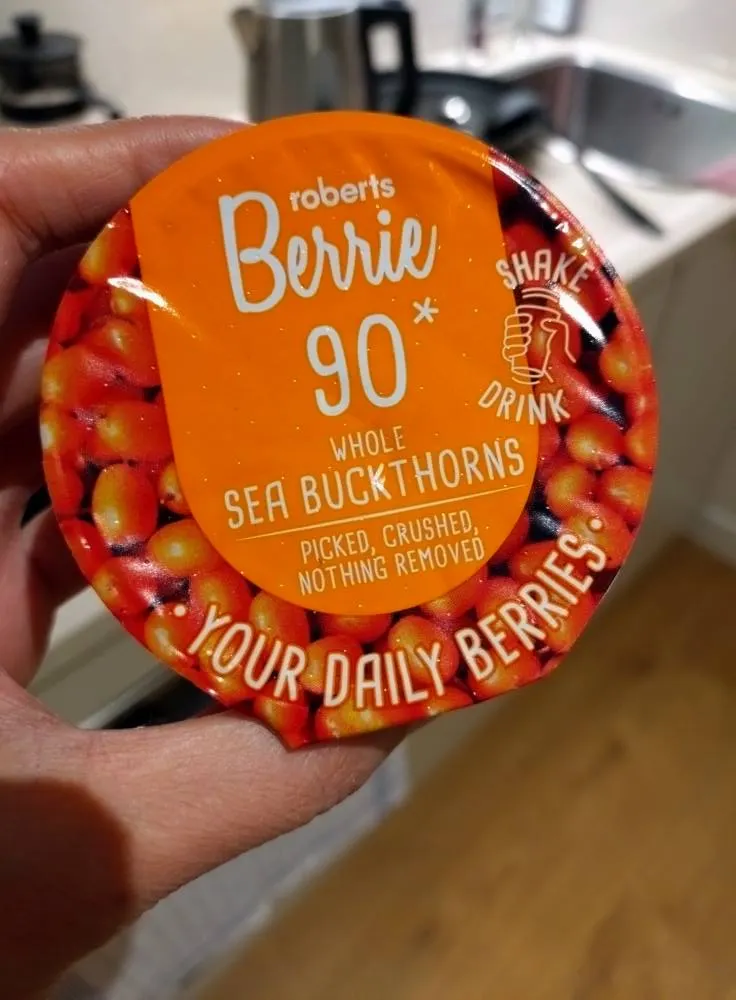 roberts
Berrie
90*
WHOLE
SEA BUCKTHORNS
PICKED, CRUSHED,
NOTHING REMOVED
SHAKE
DRINK
· YOUR DAILY BERRIES ·